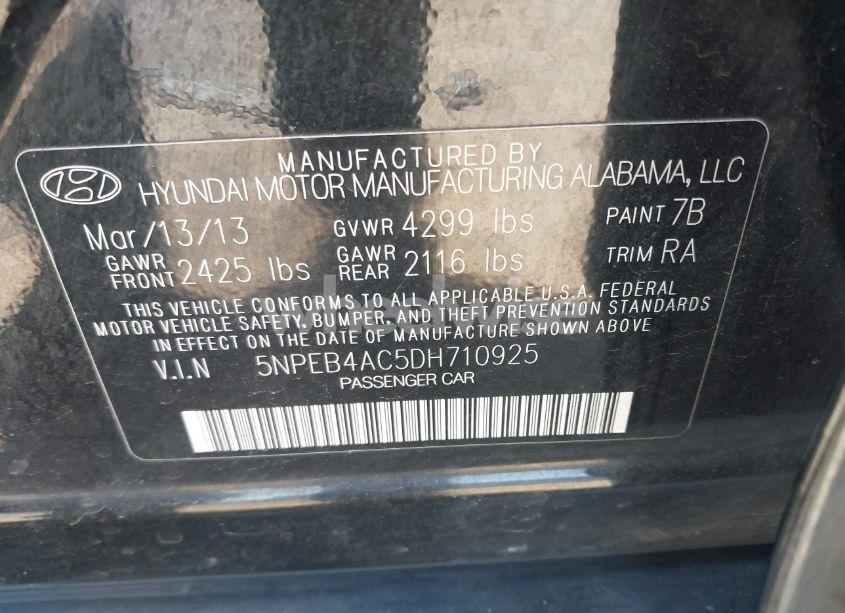 MANUFACTURED BY
HYUNDAI MOTOR MANUFACTURING ALABAMA, LLC
Mar/13/13 GVWR 4299 lbs PAINT 7B
GAWR FRONT 2425 lbs GAWR REAR 2116 lbs TRIM RA
THIS VEHICLE CONFORMS TO ALL APPLICABLE U.S.A. FEDERAL
MOTOR VEHICLE SAFETY, BUMPER, AND THEFT PREVENTION STANDARDS
IN EFFECT ON THE DATE OF MANUFACTURE SHOWN ABOVE
V.I.N 5NPEB4AC5DH710925
PASSENGER CAR